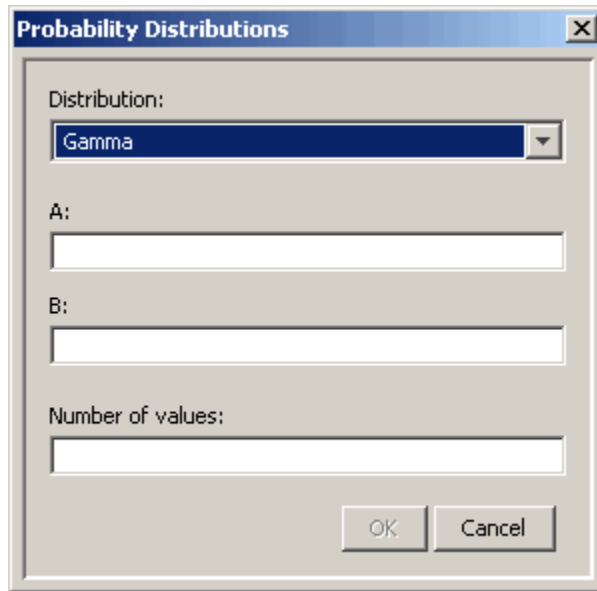 Probability Distributions
Distribution:
Gamma
A:
B:
Number of values:
OK Cancel